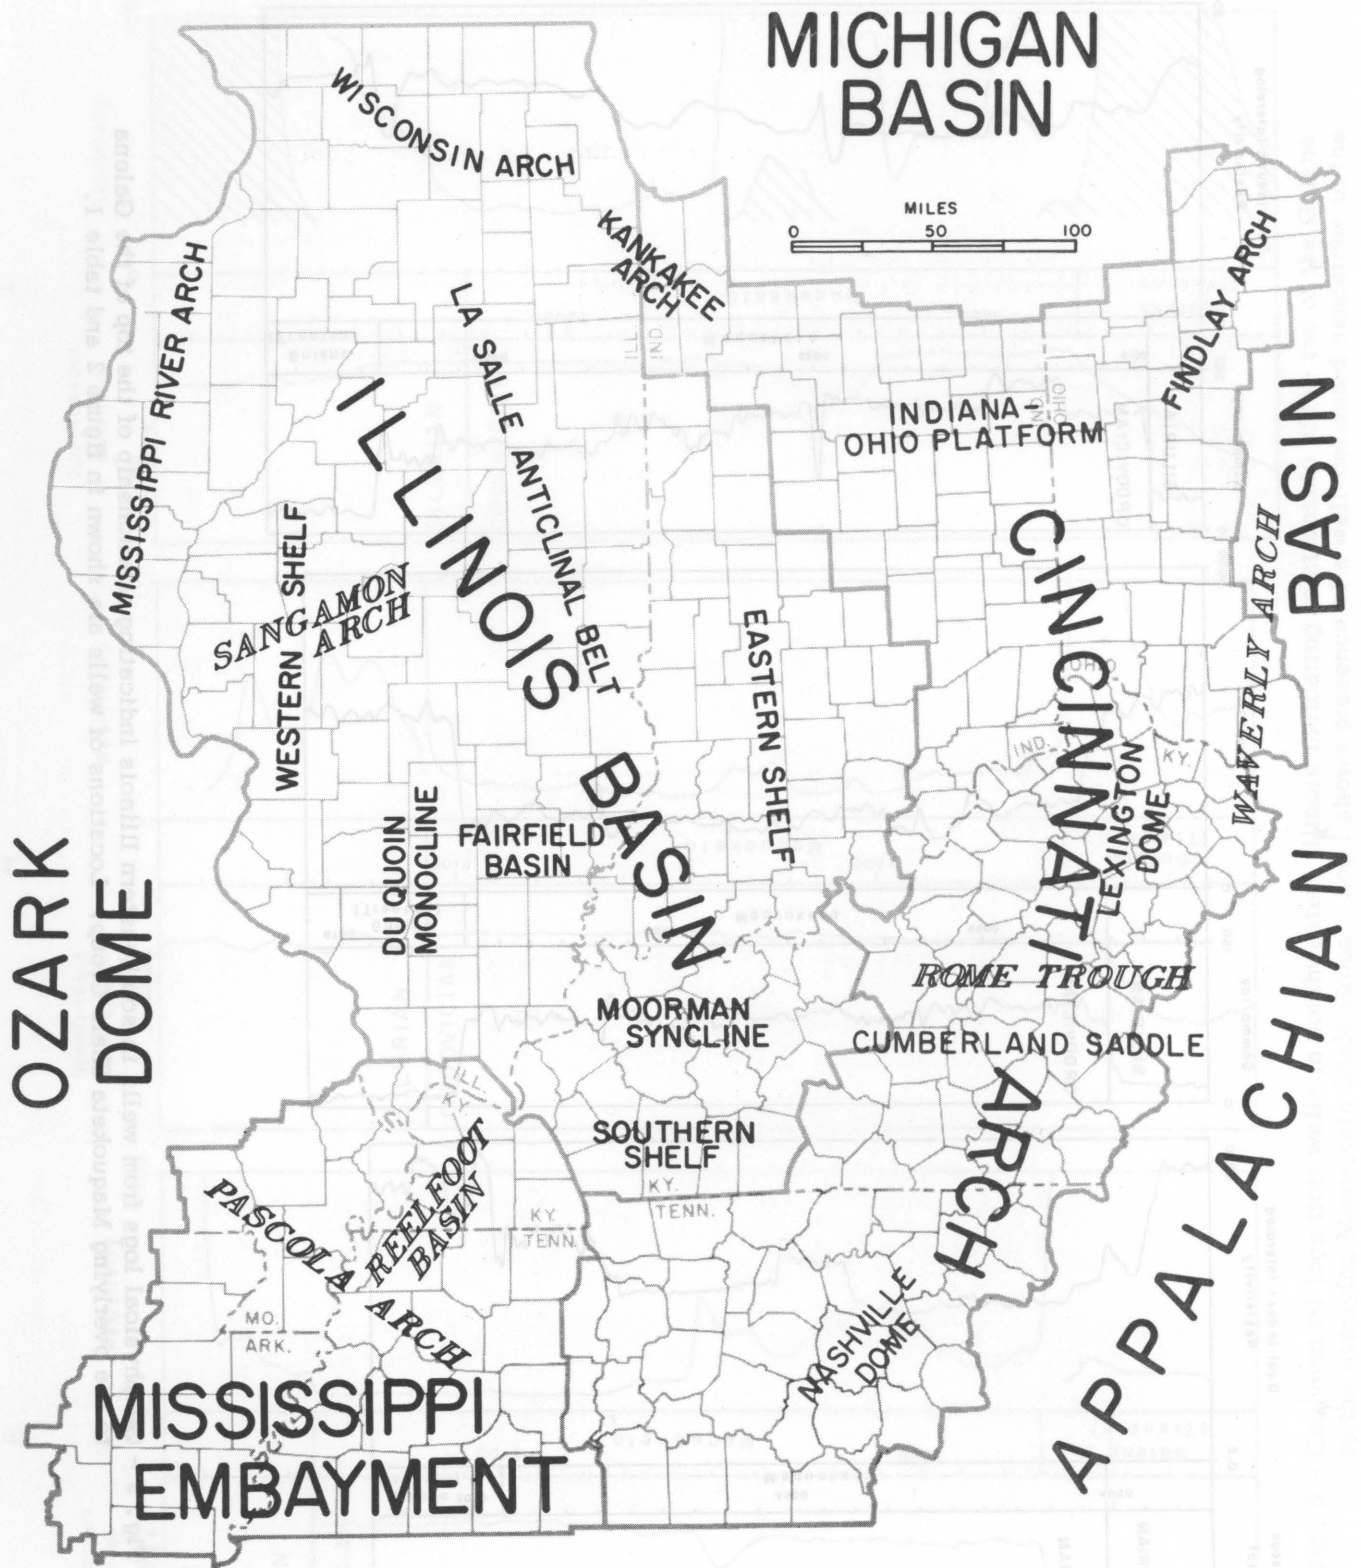 MICHIGAN
BASIN
WISCONSIN ARCH
MILES
0 50 100
KANKAKEE
ARCH
FINDLAY ARCH
MISSISSIPPI RIVER ARCH
LA SALLE ANTICLINAL BELT
ILL.
IND.
IND.
OHIO
INDIANA-
OHIO PLATFORM
ILLINOIS BASIN
WESTERN SHELF
SANGAMON
ARCH
EASTERN SHELF
CINCINNATI ARCH
WAVERLY ARCH
APPALACHIAN BASIN
OHIO
IND.
KY.
LEXINGTON
DOME
DU QUOIN
MONOCLINE
FAIRFIELD
BASIN
OZARK
DOME
ROME TROUGH
MOORMAN
SYNCLINE
CUMBERLAND SADDLE
ILL.
KY.
SOUTHERN
SHELF
KY.
TENN.
REELFOOT
BASIN
KY.
TENN.
PASCOLA ARCH
MO.
ARK.
NASHVILLE
DOME
MISSISSIPPI
EMBAYMENT